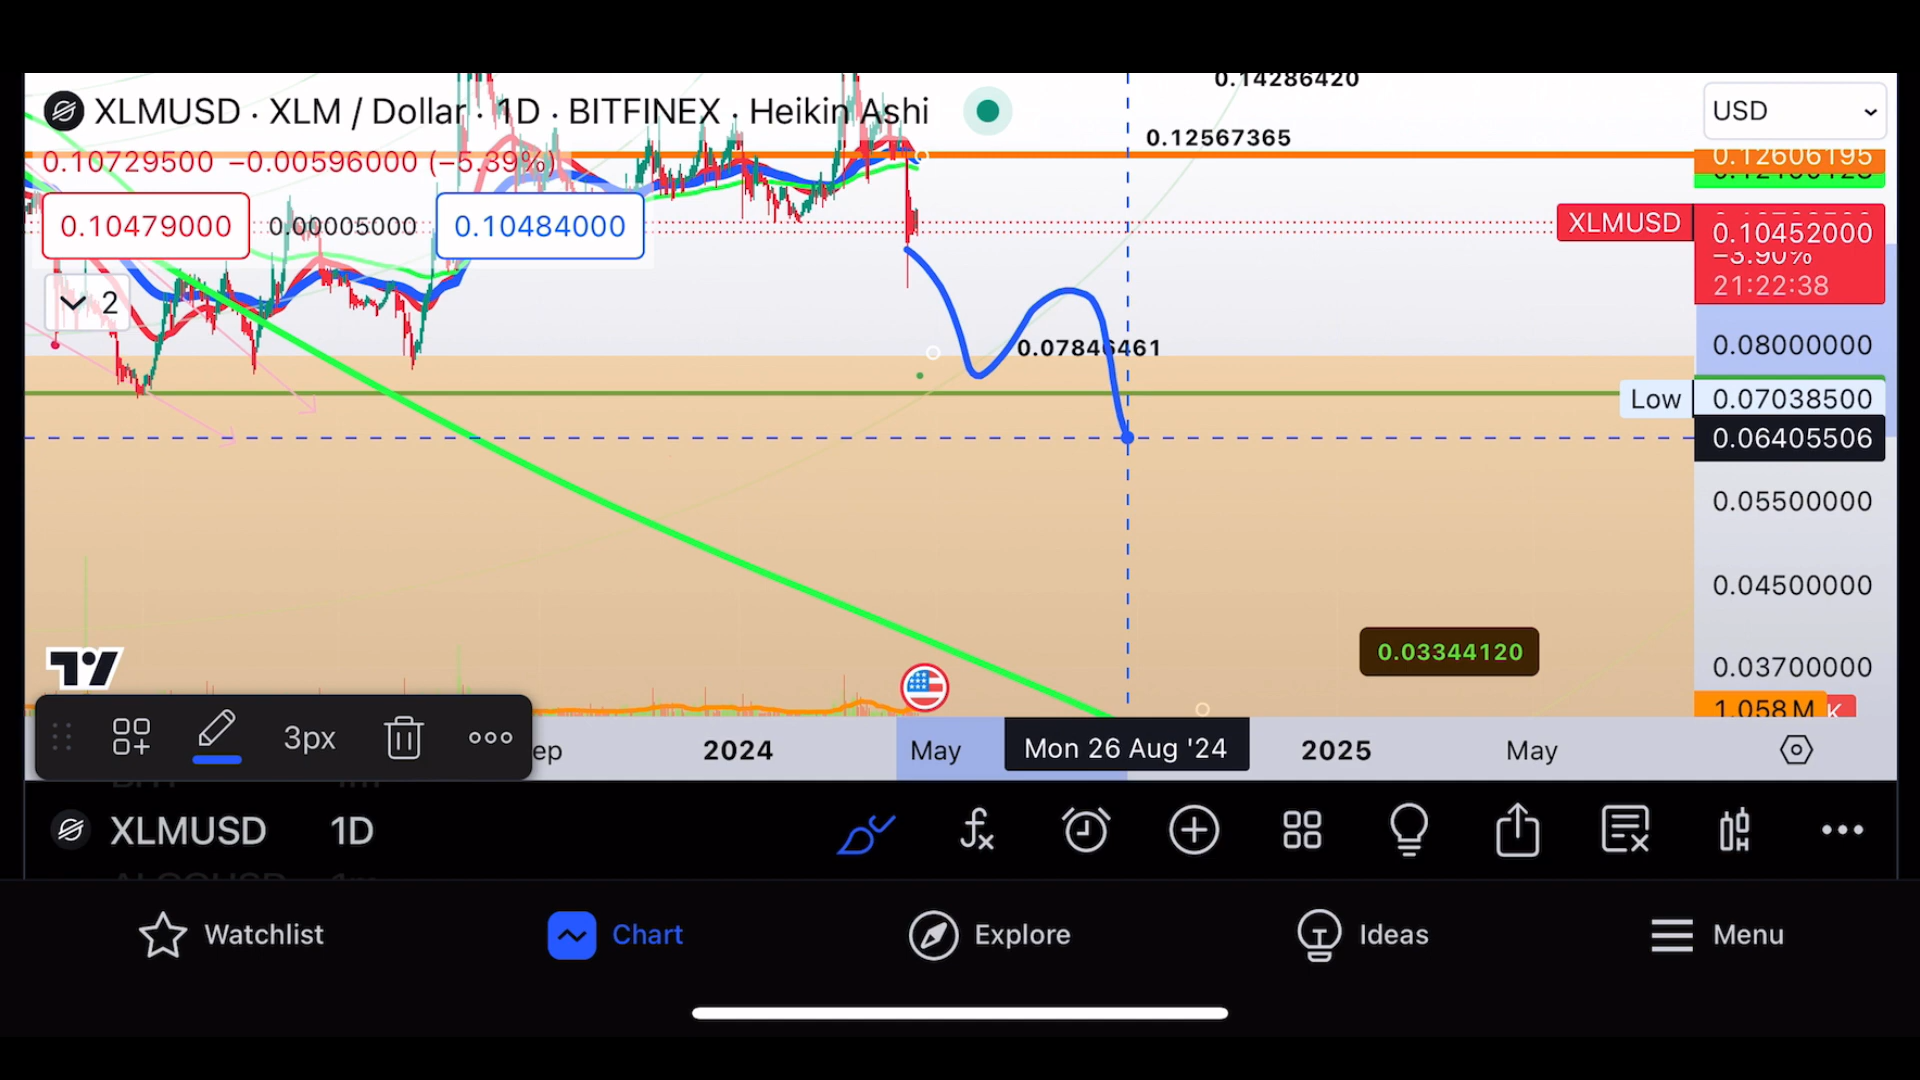 0.14286420
XLMUSD · XLM / Dollar · 1D · BITFINEX · Heikin Ashi
USD
0.12567365
0.10729500 −0.00596000 (−5.39%)
0.12606195
0.10479000 0.00005000 0.10484000
XLMUSD 0.10452000
−3.90%
21:22:38
2
0.07846461
0.08000000
Low 0.07038500
0.06405506
0.05500000
0.04500000
0.03344120
0.03700000
1.058 M K
3px
ep 2024 May Mon 26 Aug '24 2025 May
XLMUSD 1D
Watchlist Chart Explore Ideas Menu